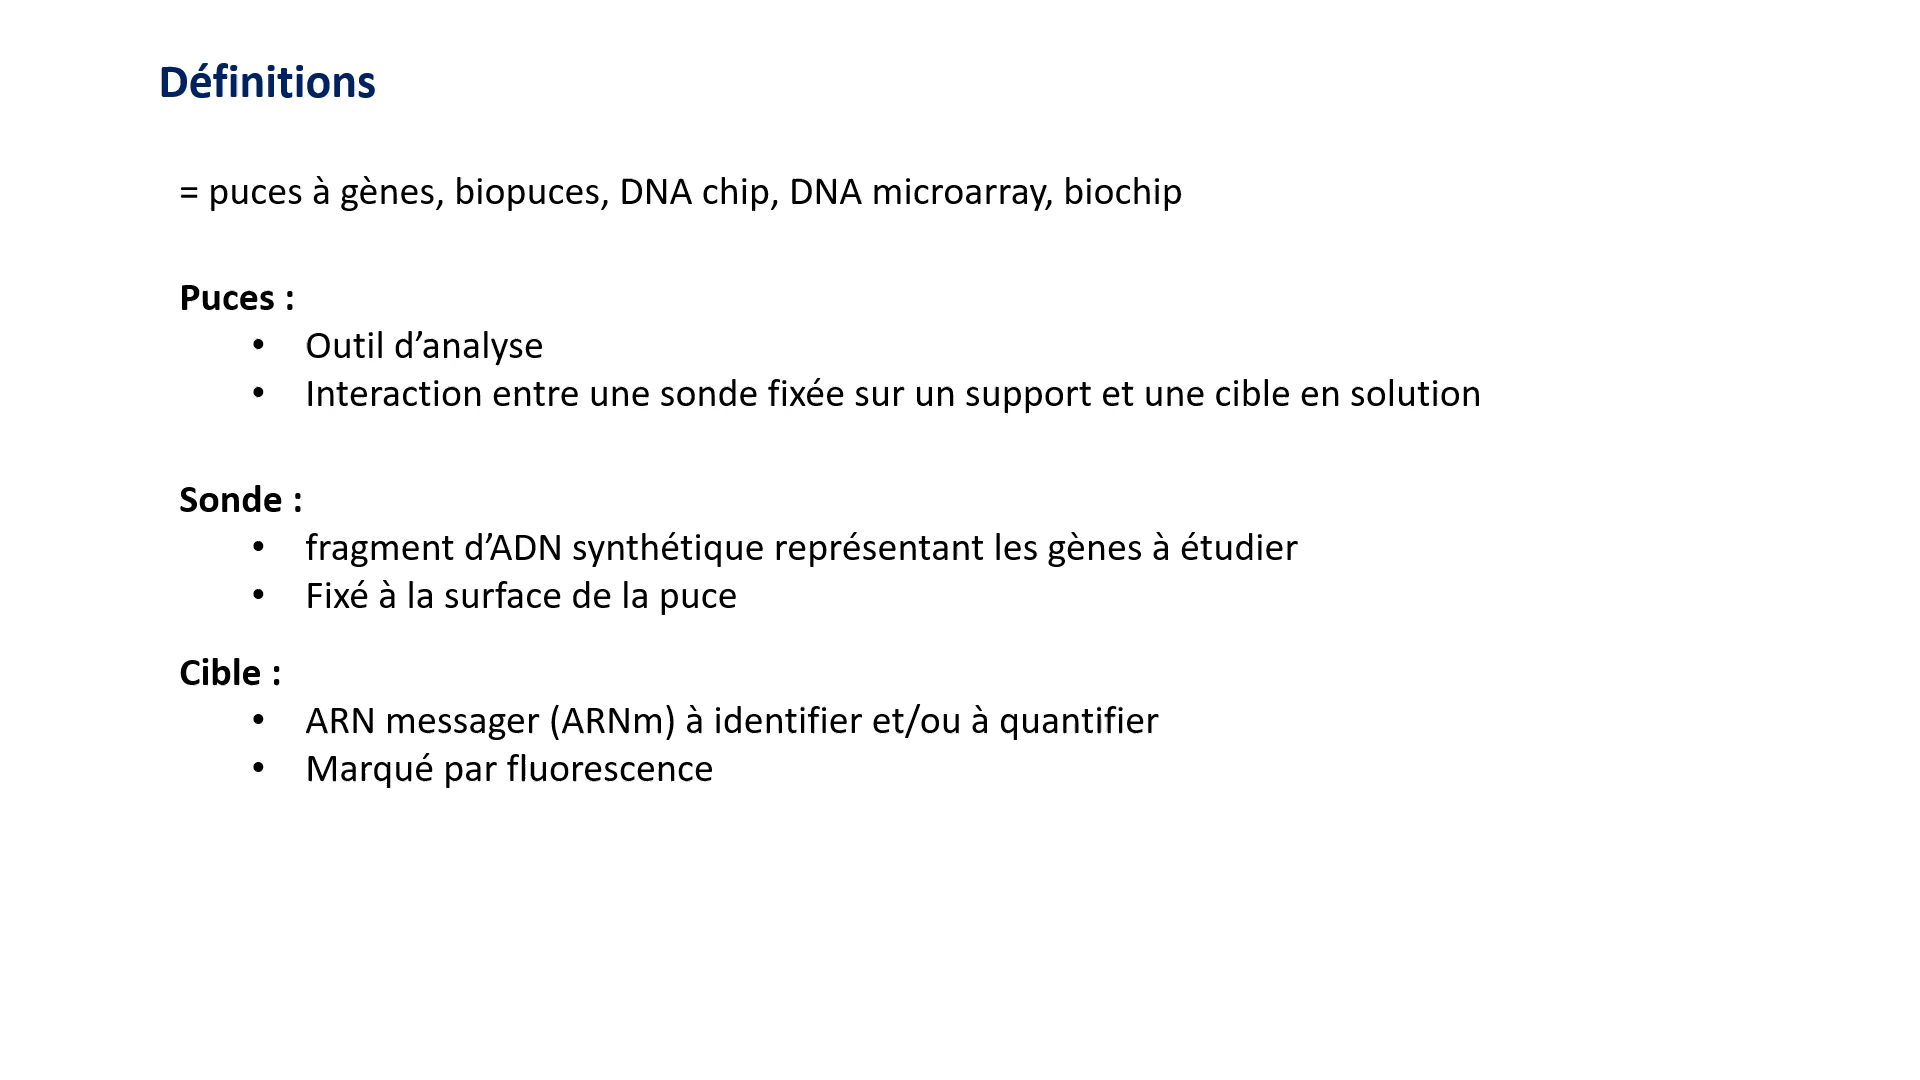 Définitions
= puces à gènes, biopuces, DNA chip, DNA microarray, biochip
Puces :
• Outil d’analyse
• Interaction entre une sonde fixée sur un support et une cible en solution
Sonde :
• fragment d’ADN synthétique représentant les gènes à étudier
• Fixé à la surface de la puce
Cible :
• ARN messager (ARNm) à identifier et/ou à quantifier
• Marqué par fluorescence